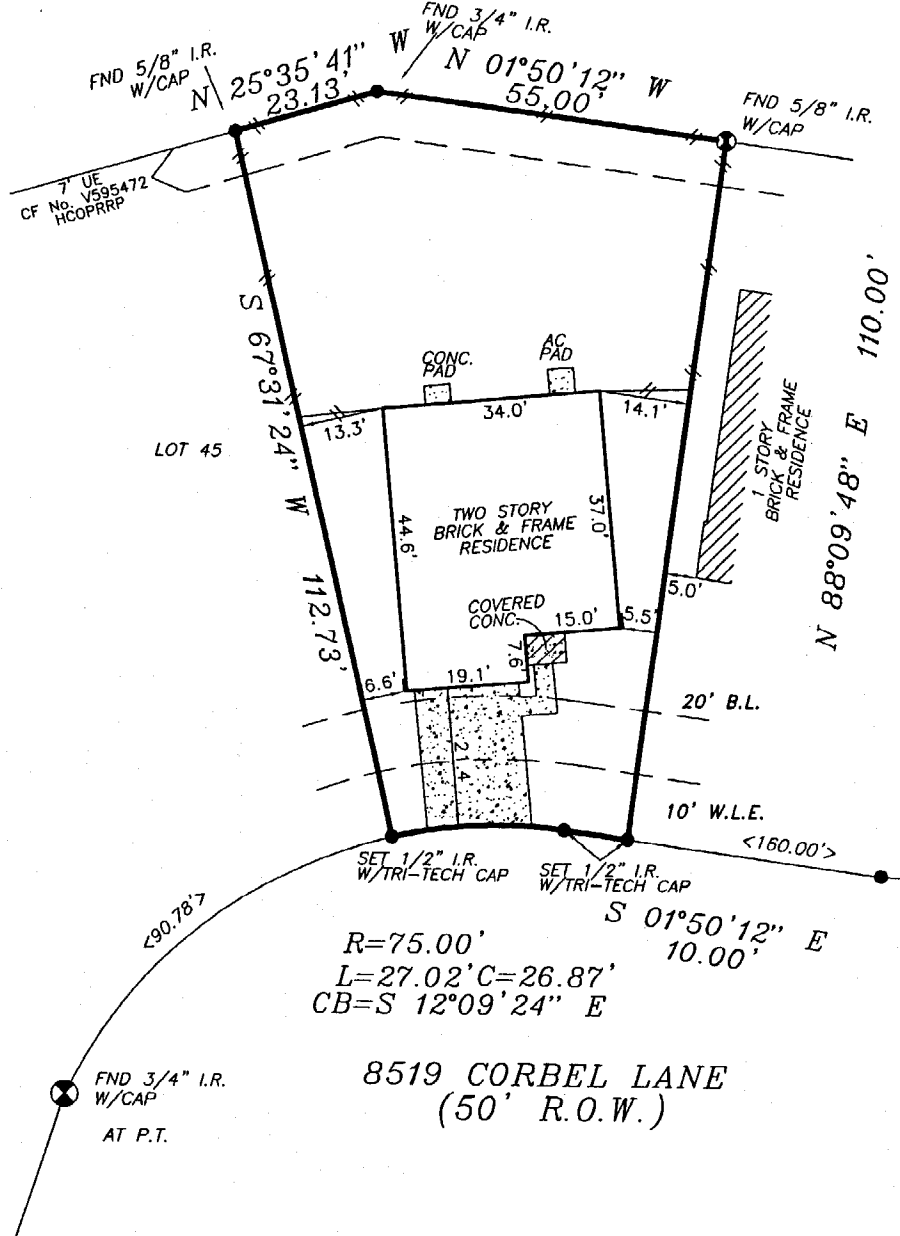 FND 3/4" I.R.
W/CAP
FND 5/8" I.R.
W/CAP
N 25°35'41" W
23.13'
N 01°50'12" W
55.00'
FND 5/8" I.R.
W/CAP
7' UE
CF No. V595472
HCOPRRP
S 67°31'24" W 112.73'
N 88°09'48" E 110.00'
CONC.
PAD
AC
PAD
13.3'
34.0'
14.1'
LOT 45
1 STORY
BRICK & FRAME
RESIDENCE
44.6'
TWO STORY
BRICK & FRAME
RESIDENCE
37.0'
5.0'
COVERED
CONC.
15.0'
5.5'
7.6'
6.6'
19.1'
20' B.L.
21.4
10' W.L.E.
<160.00'>
SET 1/2" I.R.
W/TRI-TECH CAP
SET 1/2" I.R.
W/TRI-TECH CAP
<90.78'>
S 01°50'12" E
10.00'
R=75.00'
L=27.02' C=26.87'
CB=S 12°09'24" E
FND 3/4" I.R.
W/CAP
AT P.T.
8519 CORBEL LANE
(50' R.O.W.)